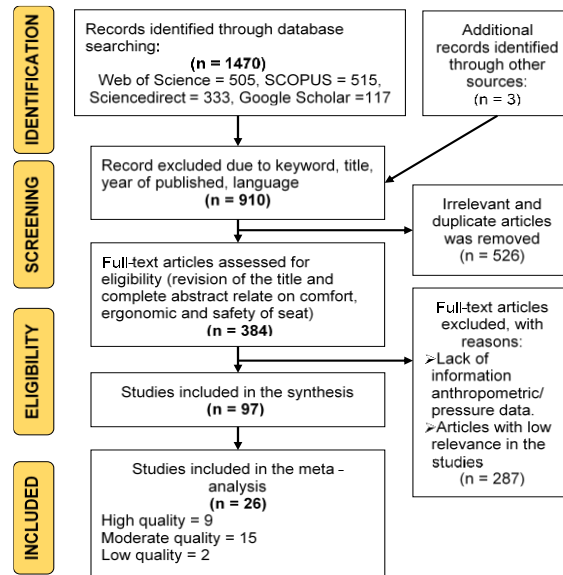 IDENTIFICATION
Records identified through database
searching:
(n = 1470)
Web of Science = 505, SCOPUS = 515,
Sciencedirect = 333, Google Scholar =117
Additional
records identified
through other
sources:
(n = 3)
SCREENING
Record excluded due to keyword, title,
year of published, language
(n = 910)
Irrelevant and
duplicate articles
was removed
(n = 526)
Full-text articles assessed for
eligibility (revision of the title and
complete abstract relate on comfort,
ergonomic and safety of seat)
(n = 384)
ELIGIBILITY
Full-text articles
excluded, with
reasons:
➢Lack of
information
anthropometric/
pressure data.
➢Articles with low
relevance in the
studies
(n = 287)
Studies included in the synthesis
(n = 97)
INCLUDED
Studies included in the meta -
analysis
(n = 26)
High quality = 9
Moderate quality = 15
Low quality = 2